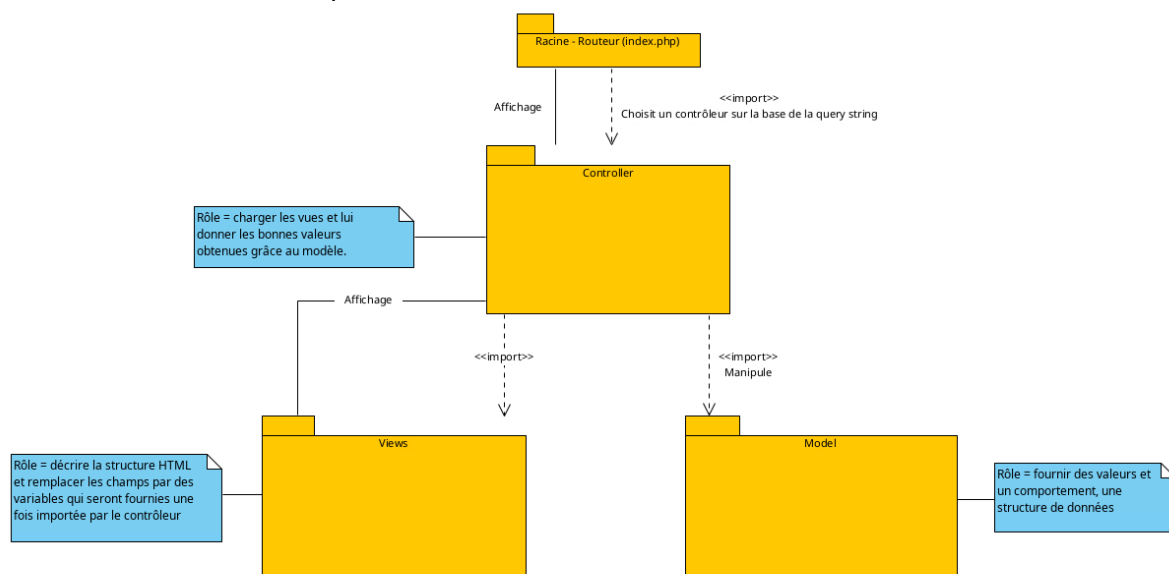 Racine - Routeur (index.php)
Affichage
<<import>>
Choisit un contrôleur sur la base de la query string
Controller
Rôle = charger les vues et lui
donner les bonnes valeurs
obtenues grâce au modèle.
Affichage
<<import>>
<<import>>
Manipule
Views
Model
Rôle = décrire la structure HTML
et remplacer les champs par des
variables qui seront fournies une
fois importée par le contrôleur
Rôle = fournir des valeurs et
un comportement, une
structure de données